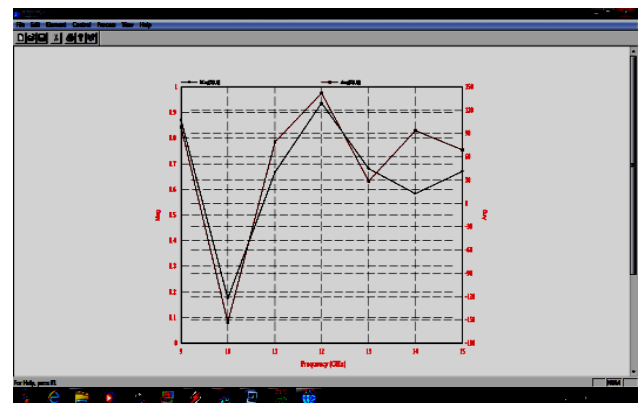 File Edit Element Control Process View Help
1 150
0.9 120
0.8 90
0.7 60
0.6 30
0.5 0
0.4 -30
0.3 -60
0.2 -90
0.1 -120
0 -150
-180
Mag
Ang
9 10 11 12 13 14 15
Frequency (GHz)
For Help, press F1
NUM